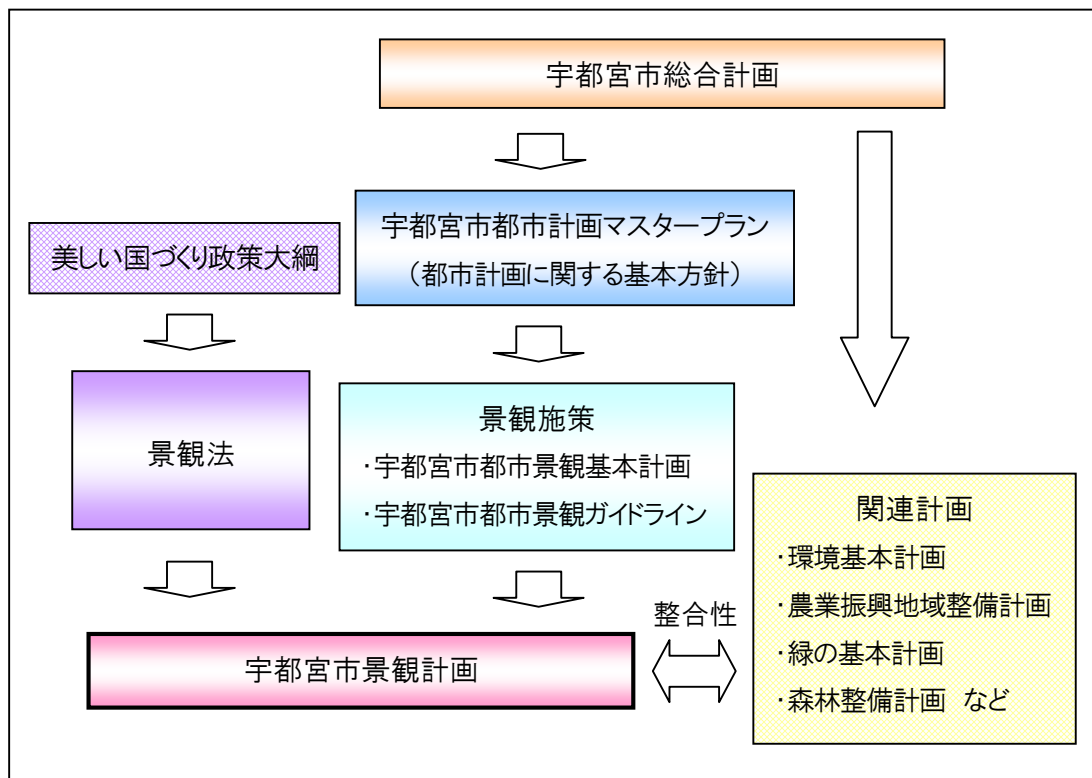 宇都宮市総合計画
宇都宮市都市計画マスタープラン
（都市計画に関する基本方針）
美しい国づくり政策大綱
景観法
景観施策
・宇都宮市都市景観基本計画
・宇都宮市都市景観ガイドライン
関連計画
・環境基本計画
・農業振興地域整備計画
・緑の基本計画
・森林整備計画　など
整合性
宇都宮市景観計画